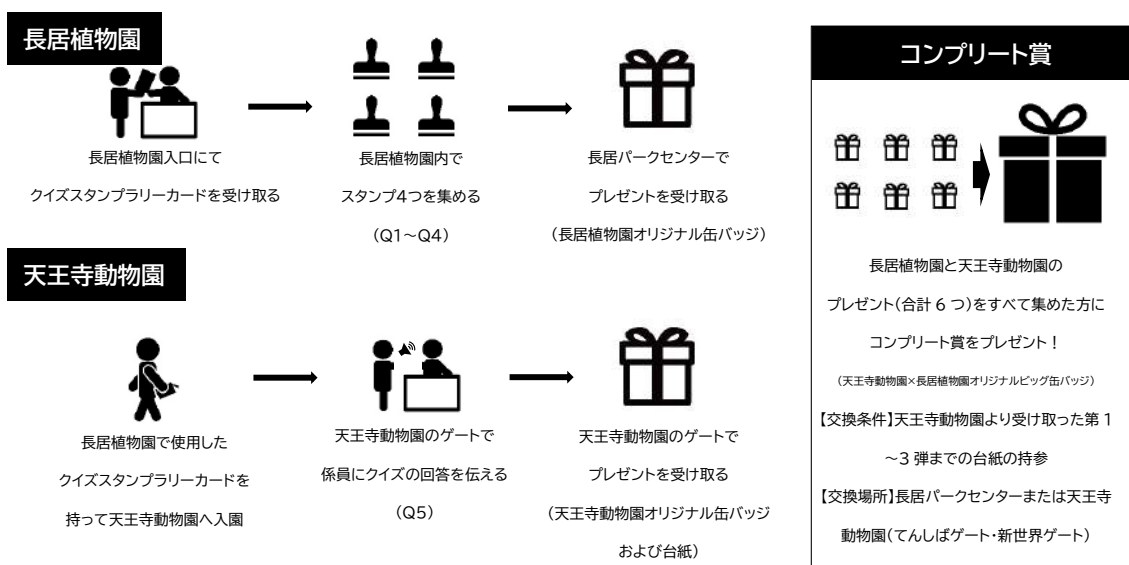 長居植物園
長居植物園入口にて
クイズスタンプラリーカードを受け取る
長居植物園内で
スタンプ4つを集める
(Q1~Q4)
長居パークセンターで
プレゼントを受け取る
(長居植物園オリジナル缶バッジ)
天王寺動物園
長居植物園で使用した
クイズスタンプラリーカードを
持って天王寺動物園へ入園
天王寺動物園のゲートで
係員にクイズの回答を伝える
(Q5)
天王寺動物園のゲートで
プレゼントを受け取る
(天王寺動物園オリジナル缶バッジ
および台紙)
コンプリート賞
長居植物園と天王寺動物園の
プレゼント(合計6つ)をすべて集めた方に
コンプリート賞をプレゼント!
(天王寺動物園×長居植物園オリジナルビッグ缶バッジ)
【交換条件】天王寺動物園より受け取った第1
~3弾までの台紙の持参
【交換場所】長居パークセンターまたは天王寺
動物園(てんしばゲート・新世界ゲート)